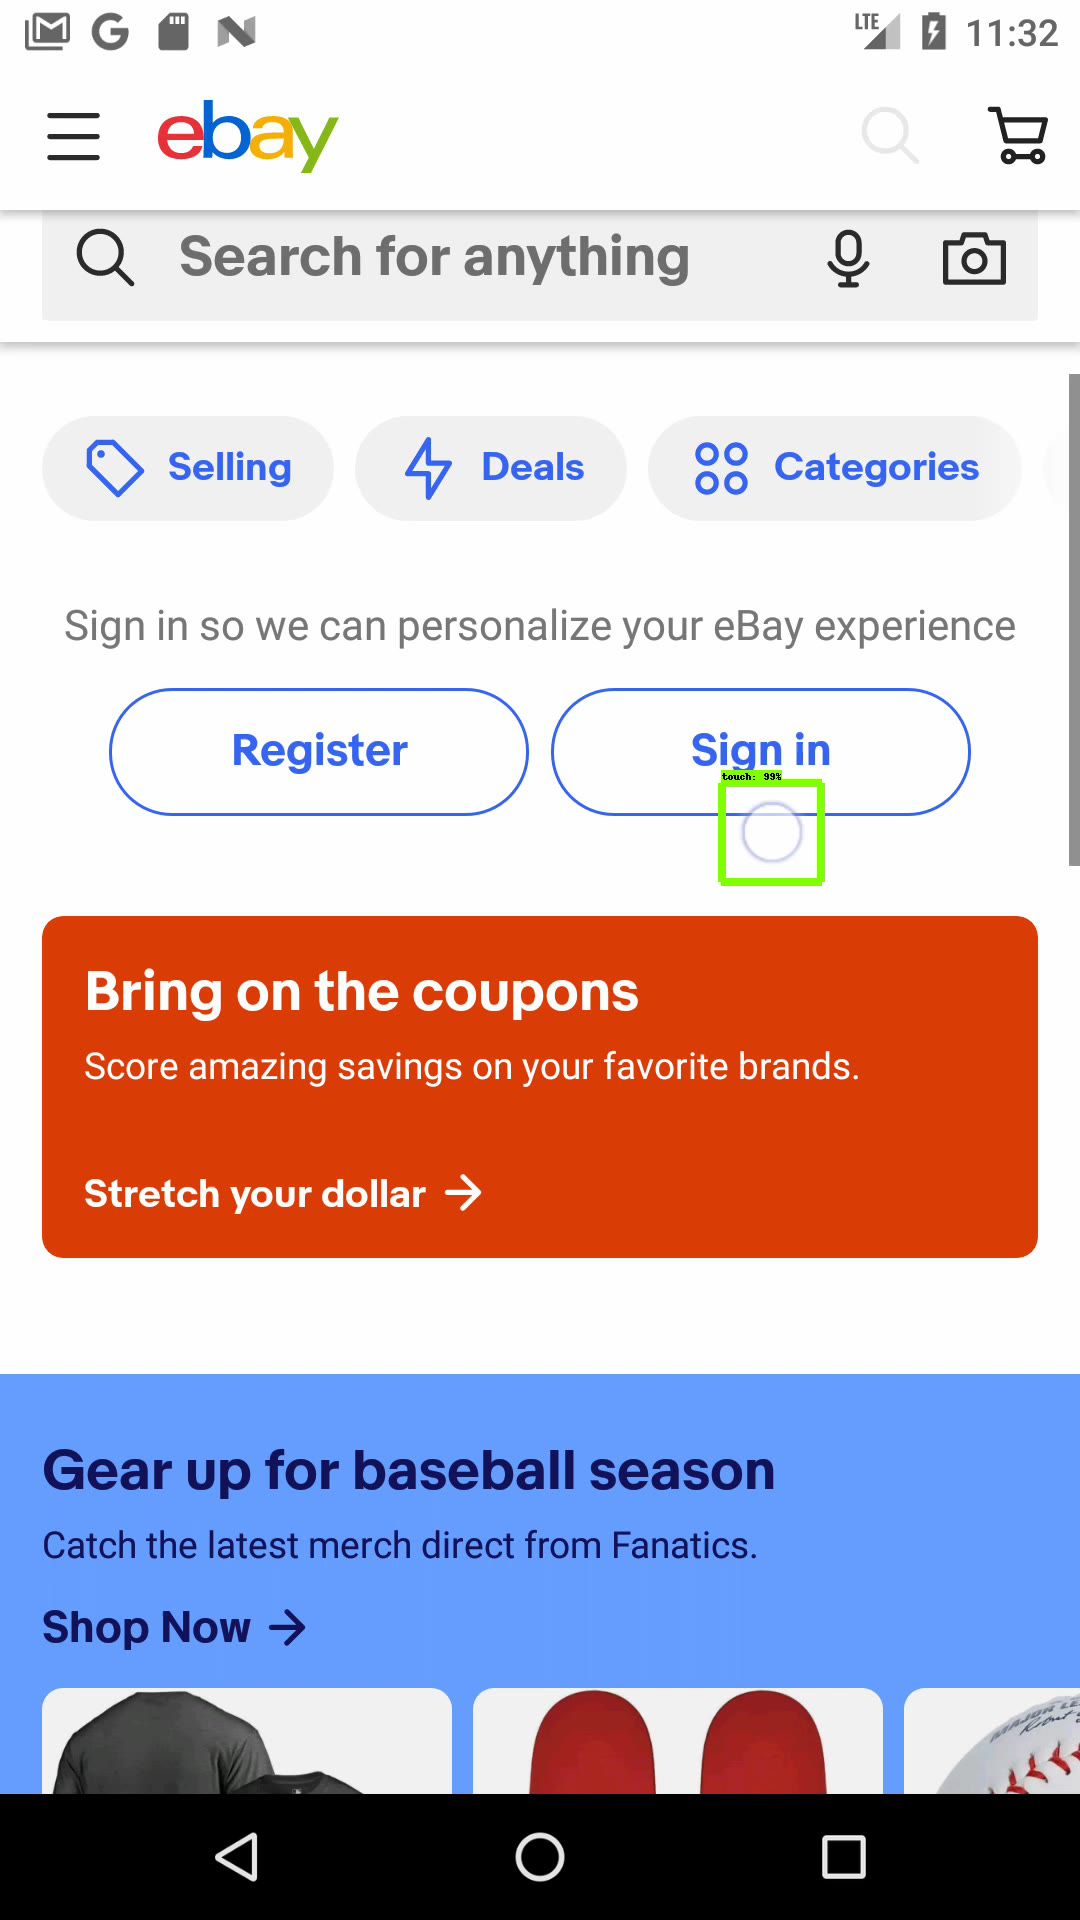 LTE 11:32
ebay
Search for anything
Selling Deals Categories
Sign in so we can personalize your eBay experience
Register Sign in
touch: 99%
Bring on the coupons
Score amazing savings on your favorite brands.
Stretch your dollar
Gear up for baseball season
Catch the latest merch direct from Fanatics.
Shop Now